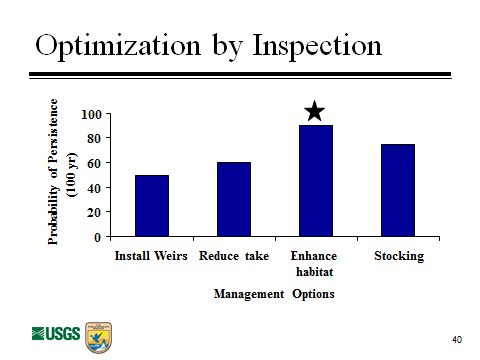 Optimization by Inspection
Probability of Persistence
(100 yr)
100
80
60
40
20
0
Install Weirs Reduce take Enhance habitat Stocking
Management Options
USGS
40